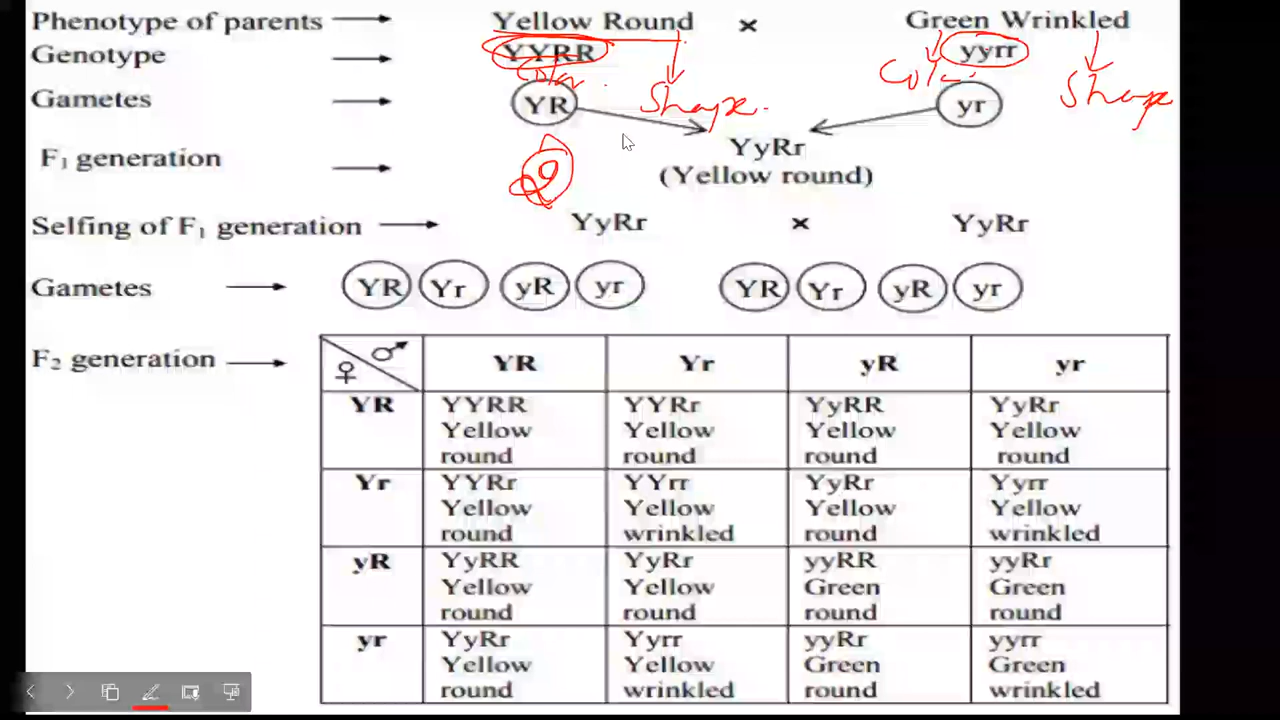 Phenotype of parents Yellow Round × Green Wrinkled
Genotype YYRR yyrr
Color Color
Gametes YR Shape. yr Shape
F₁ generation YyRr
(Yellow round)
Selfing of F₁ generation YyRr × YyRr
Gametes YR Yr yR yr YR Yr yR yr
F₂ generation ♀ ♂ YR Yr yR yr
YR YYRR YYRr YyRR YyRr
Yellow Yellow Yellow Yellow
round round round round
Yr YYRr YYrr YyRr Yyrr
Yellow Yellow Yellow Yellow
round wrinkled round wrinkled
yR YyRR YyRr yyRR yyRr
Yellow Yellow Green Green
round round round round
yr YyRr Yyrr yyRr yyrr
Yellow Yellow Green Green
round wrinkled round wrinkled